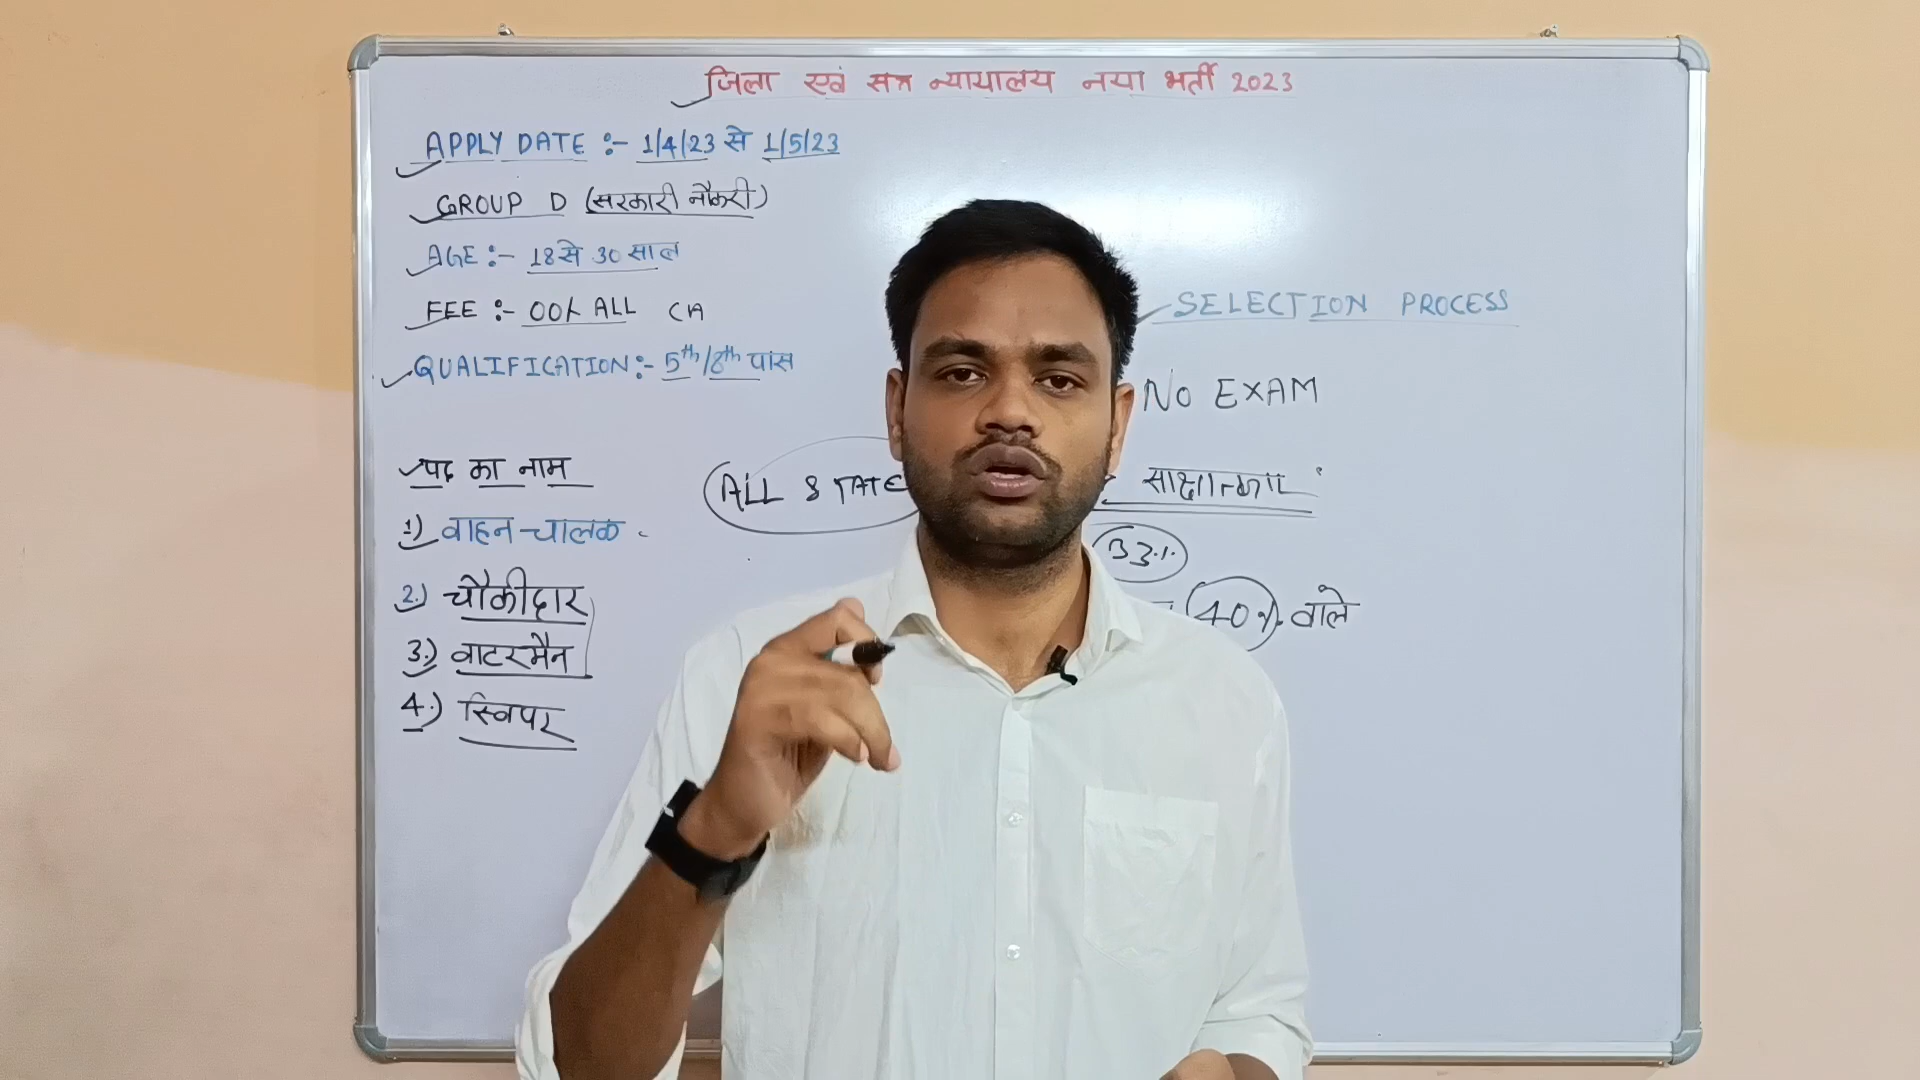 जिला एवं सत्र न्यायालय नया भर्ती 2023
APPLY DATE :- 1/4/23 से 1/5/23
GROUP D (सरकारी नौकरी)
AGE :- 18 से 30 साल
FEE :- 00/- ALL CA
QUALIFICATION :- 5th/8th पास
पद का नाम
1) वाहन-चालक
2.) चौकीदार
3.) वाटरमैन
4.) स्विपर
ALL STATE
SELECTION PROCESS
NO EXAM
साक्षात्कार
33%
40% वाले